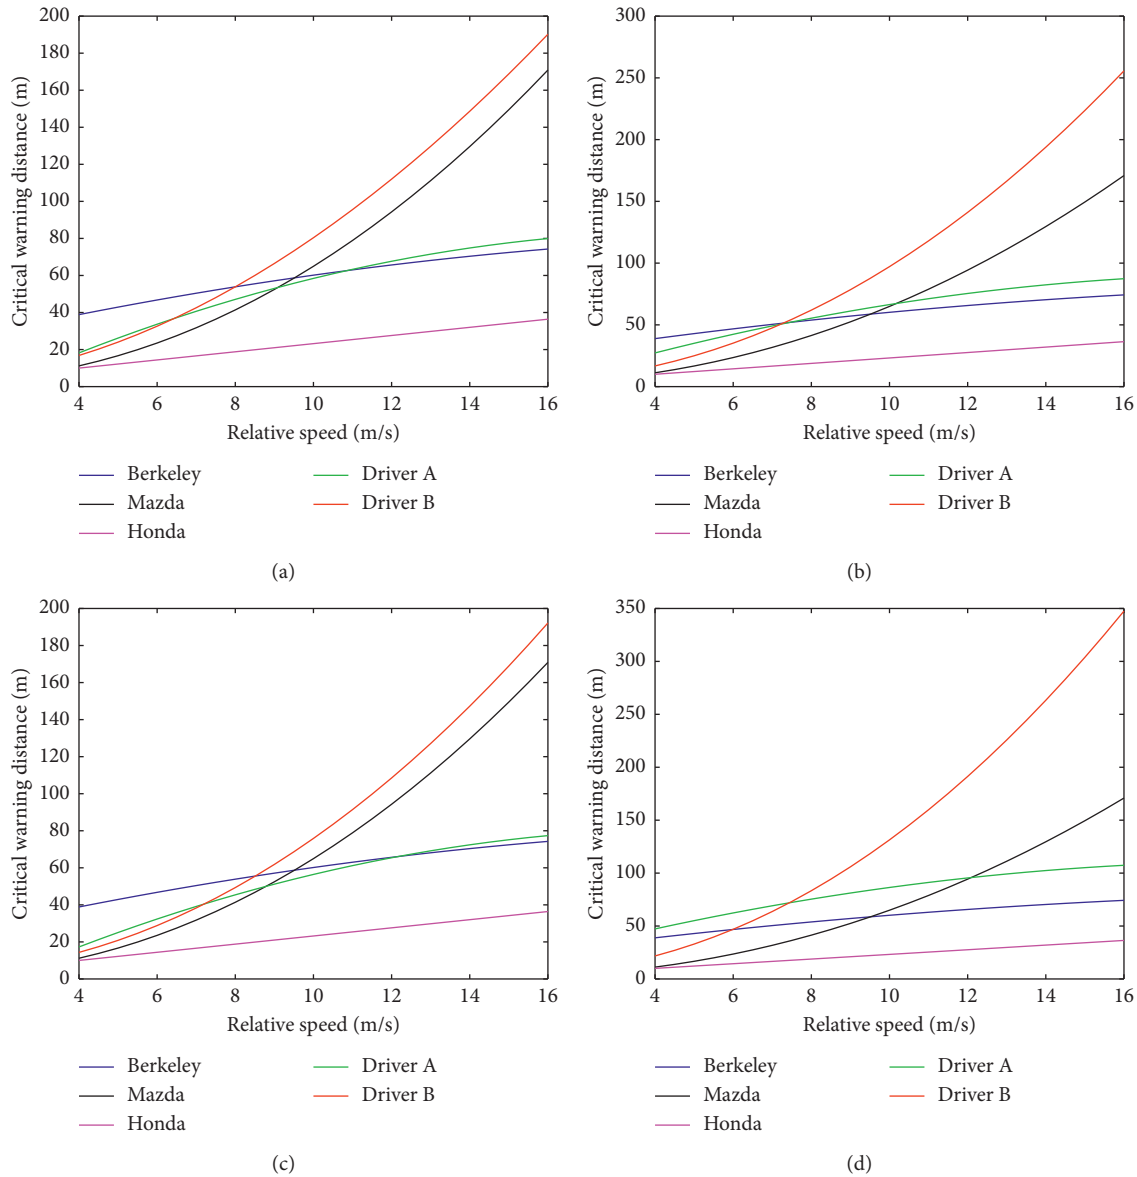 200
180
160
140
120
100
80
60
40
20
0
Critical warning distance (m)
4 6 8 10 12 14 16
Relative speed (m/s)
Berkeley Driver A
Mazda Driver B
Honda
(a)
300
250
200
150
100
50
0
Critical warning distance (m)
4 6 8 10 12 14 16
Relative speed (m/s)
Berkeley Driver A
Mazda Driver B
Honda
(b)
200
180
160
140
120
100
80
60
40
20
0
Critical warning distance (m)
4 6 8 10 12 14 16
Relative speed (m/s)
Berkeley Driver A
Mazda Driver B
Honda
(c)
350
300
250
200
150
100
50
0
Critical warning distance (m)
4 6 8 10 12 14 16
Relative speed (m/s)
Berkeley Driver A
Mazda Driver B
Honda
(d)